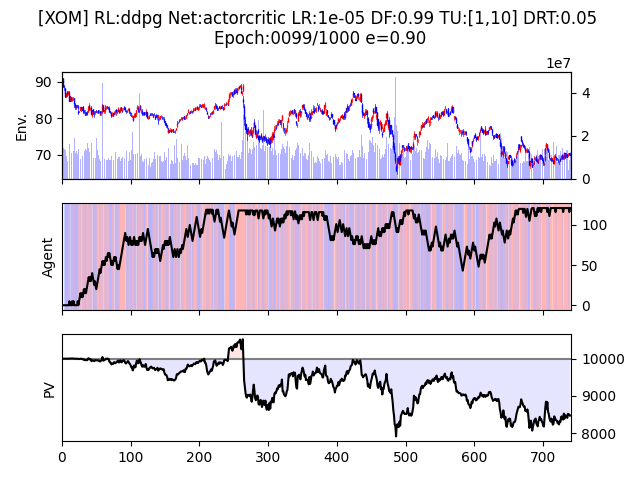 [XOM] RL:ddpg Net:actorcritic LR:1e-05 DF:0.99 TU:[1,10] DRT:0.05
Epoch:0099/1000 e=0.90
1e7
90
80
70
Env.
4
2
0
Agent
100
50
0
PV
10000
9000
8000
0 100 200 300 400 500 600 700